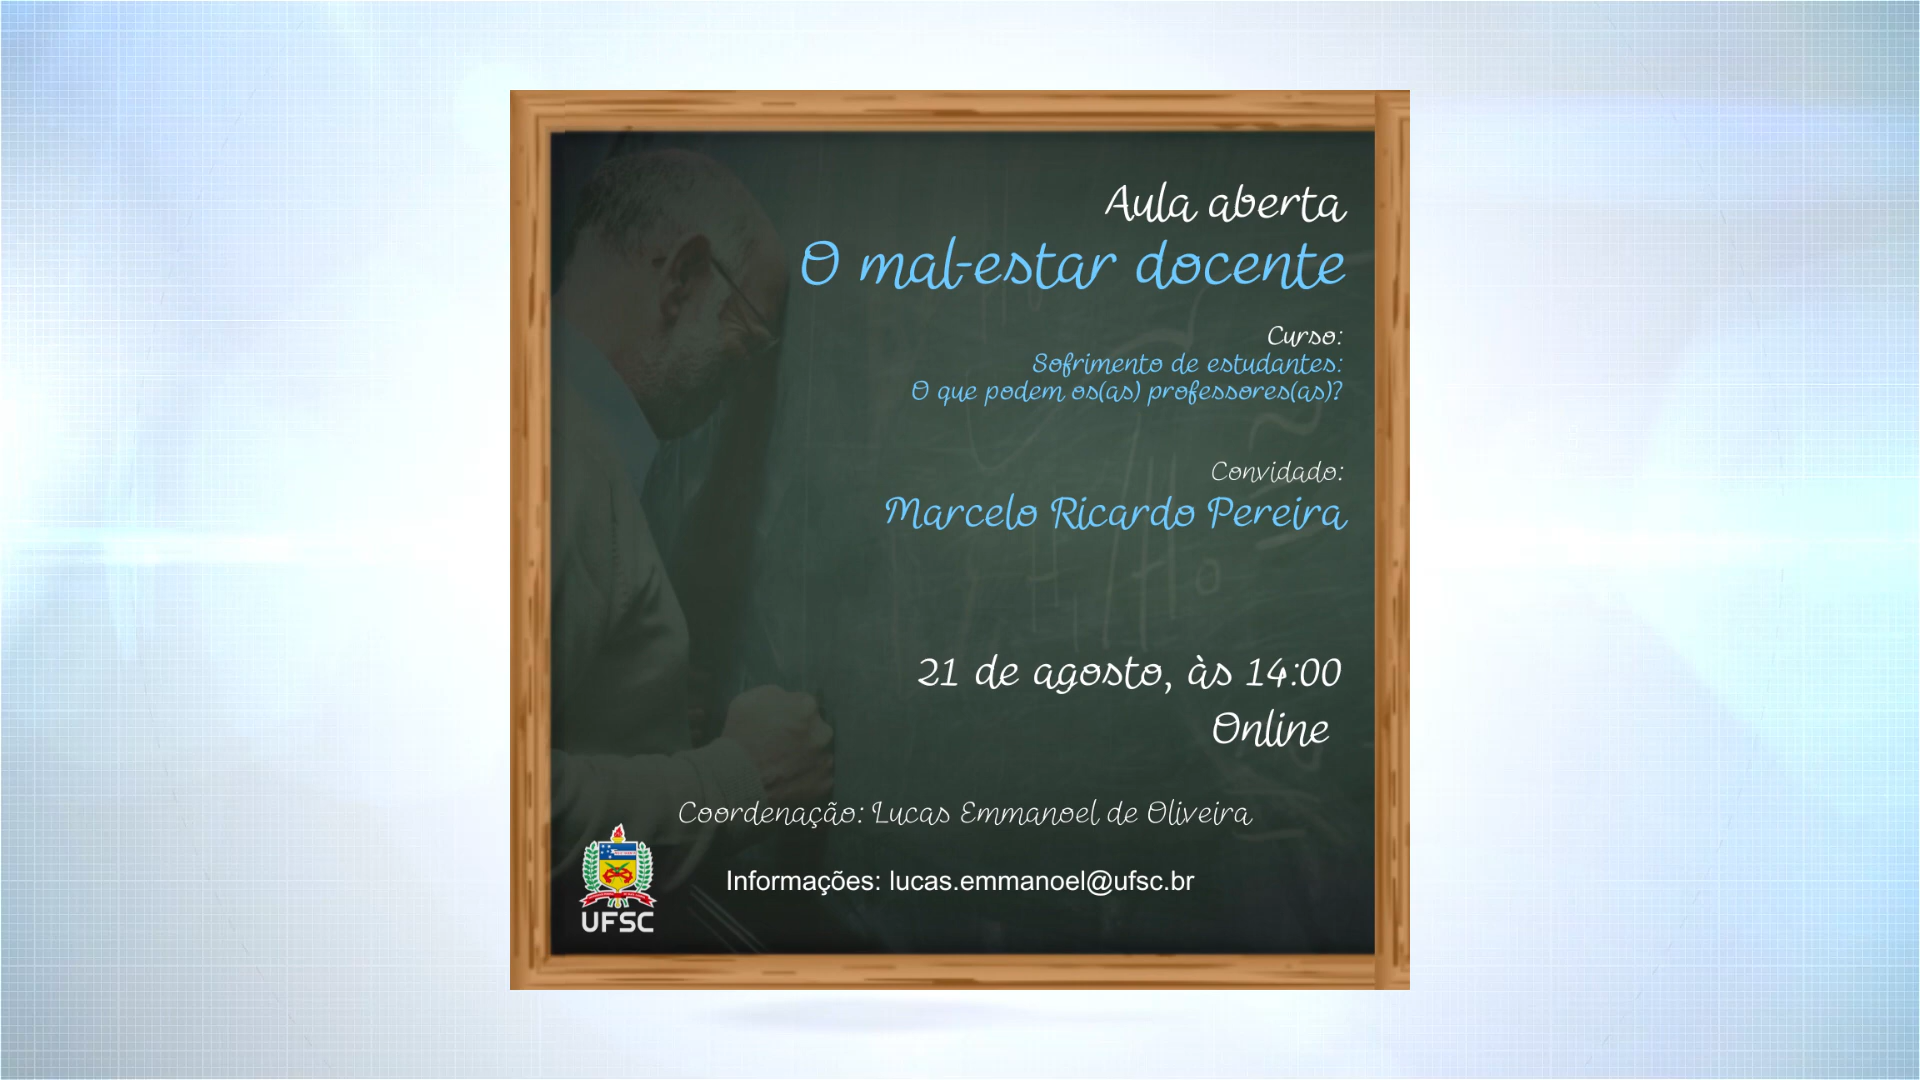 Aula aberta
O mal-estar docente
Curso:
Sofrimento de estudantes:
O que podem os(as) professores(as)?
Convidado:
Marcelo Ricardo Pereira
21 de agosto, às 14:00
Online
Coordenação: Lucas Emmanoel de Oliveira
Informações: lucas.emmanoel@ufsc.br
UFSC